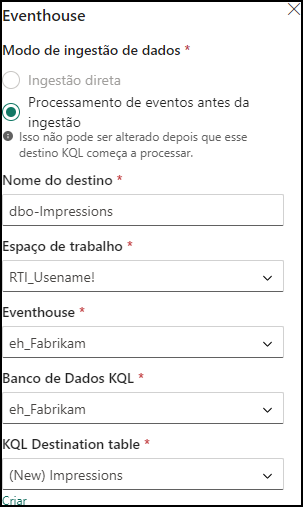 Eventhouse
Modo de ingestão de dados *
Ingestão direta
Processamento de eventos antes da
ingestão
Isso não pode ser alterado depois que esse
destino KQL começa a processar.
Nome do destino *
dbo-Impressions
Espaço de trabalho *
RTI_Usename!
Eventhouse *
eh_Fabrikam
Banco de Dados KQL *
eh_Fabrikam
KQL Destination table *
(New) Impressions
Criar